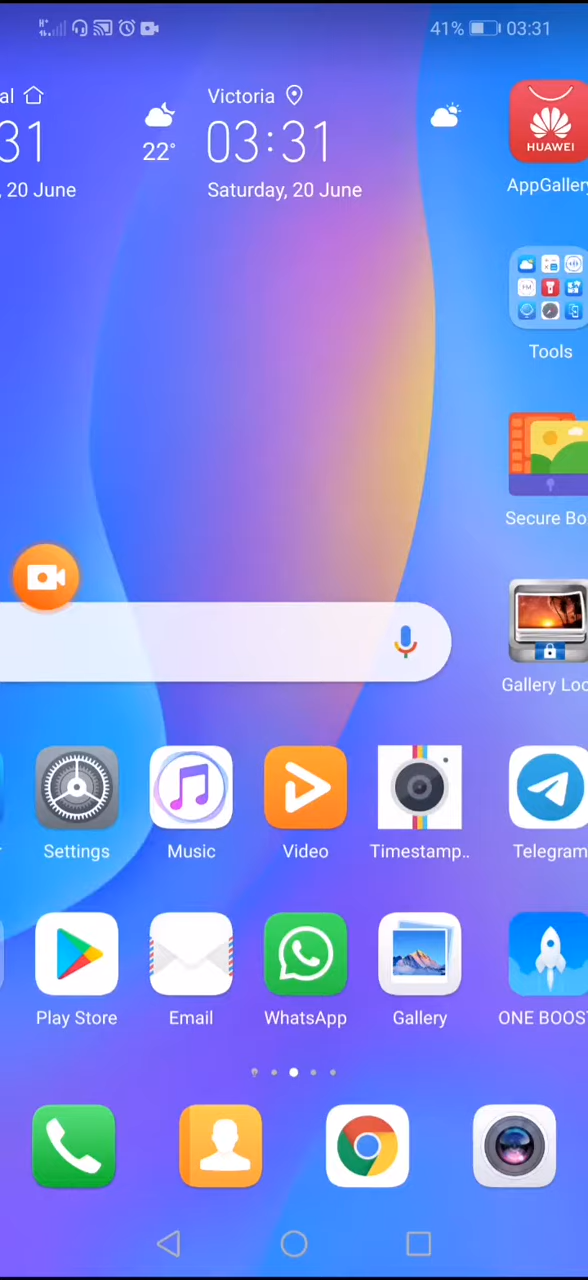 41% 03:31
al
Victoria
31
03:31
22°
, 20 June
Saturday, 20 June
HUAWEI
AppGallery
Tools
Secure Bo
Gallery Loc
Settings
Music
Video
Timestamp..
Telegram
Play Store
Email
WhatsApp
Gallery
ONE BOOST